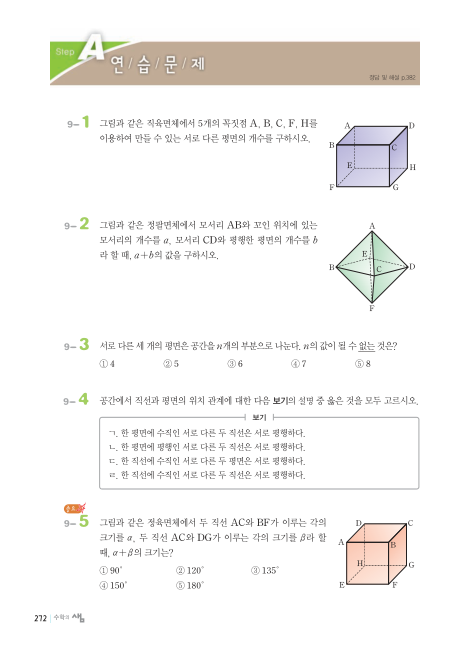 Step A
연 / 습 / 문 / 제
정답 및 해설 p.382
9- 1 그림과 같은 직육면체에서 5개의 꼭짓점 A, B, C, F, H를
이용하여 만들 수 있는 서로 다른 평면의 개수를 구하시오.
A
D
B
C
E
H
F
G
9- 2 그림과 같은 정팔면체에서 모서리 AB와 꼬인 위치에 있는
모서리의 개수를 a, 모서리 CD와 평행한 평면의 개수를 b
라 할 때, a+b의 값을 구하시오.
A
E
B
C
D
F
9- 3 서로 다른 세 개의 평면은 공간을 n개의 부분으로 나눈다. n의 값이 될 수 없는 것은?
① 4 ② 5 ③ 6 ④ 7 ⑤ 8
9- 4 공간에서 직선과 평면의 위치 관계에 대한 다음 보기의 설명 중 옳은 것을 모두 고르시오.
보기
ㄱ. 한 평면에 수직인 서로 다른 두 직선은 서로 평행하다.
ㄴ. 한 평면에 평행인 서로 다른 두 직선은 서로 평행하다.
ㄷ. 한 직선에 수직인 서로 다른 두 평면은 서로 평행하다.
ㄹ. 한 직선에 수직인 서로 다른 두 직선은 서로 평행하다.
중요
9- 5 그림과 같은 정육면체에서 두 직선 AC와 BF가 이루는 각의
크기를 α, 두 직선 AC와 DG가 이루는 각의 크기를 β라 할
때, α+β의 크기는?
① 90° ② 120° ③ 135°
④ 150° ⑤ 180°
D
C
A
B
H
G
E
F
272 수학의 샘